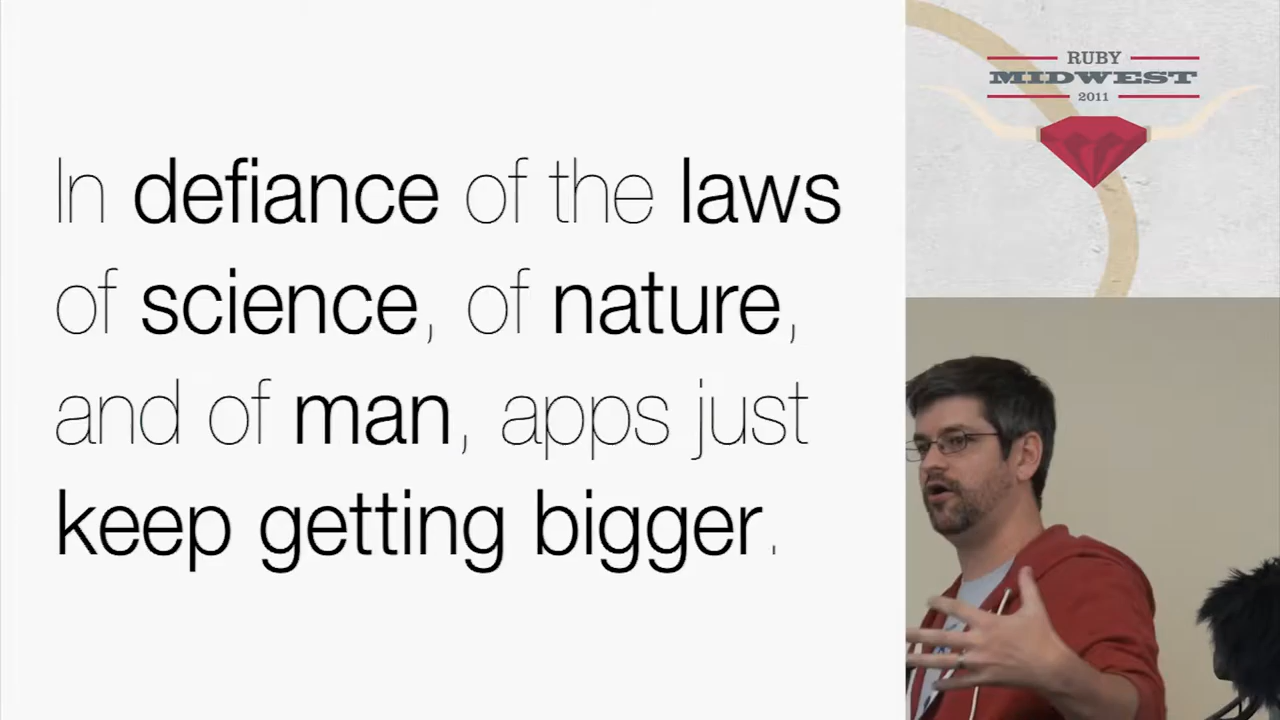 In defiance of the laws
of science, of nature,
and of man, apps just
keep getting bigger.
RUBY
MIDWEST
2011